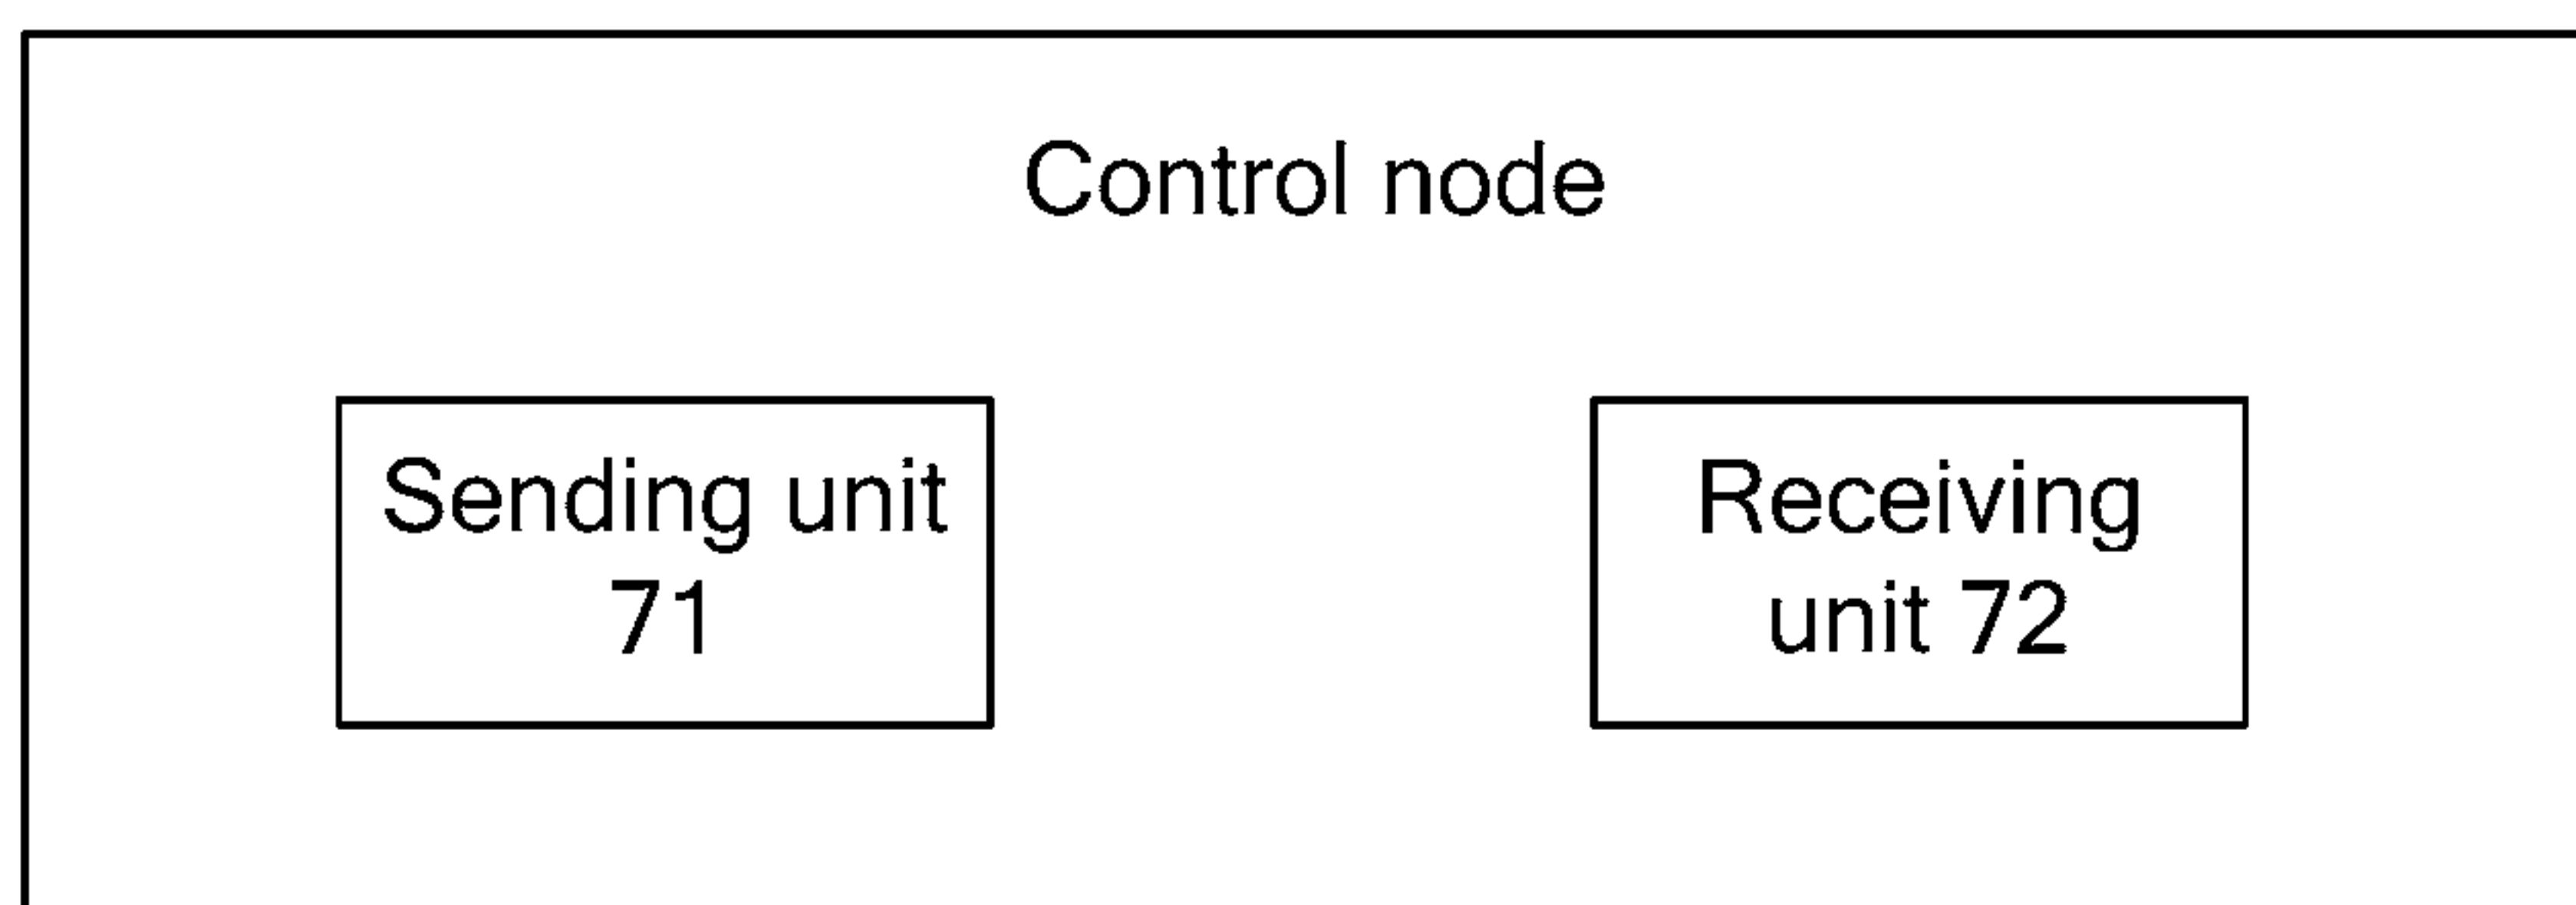 Control node
Sending unit
71
Receiving
unit 72